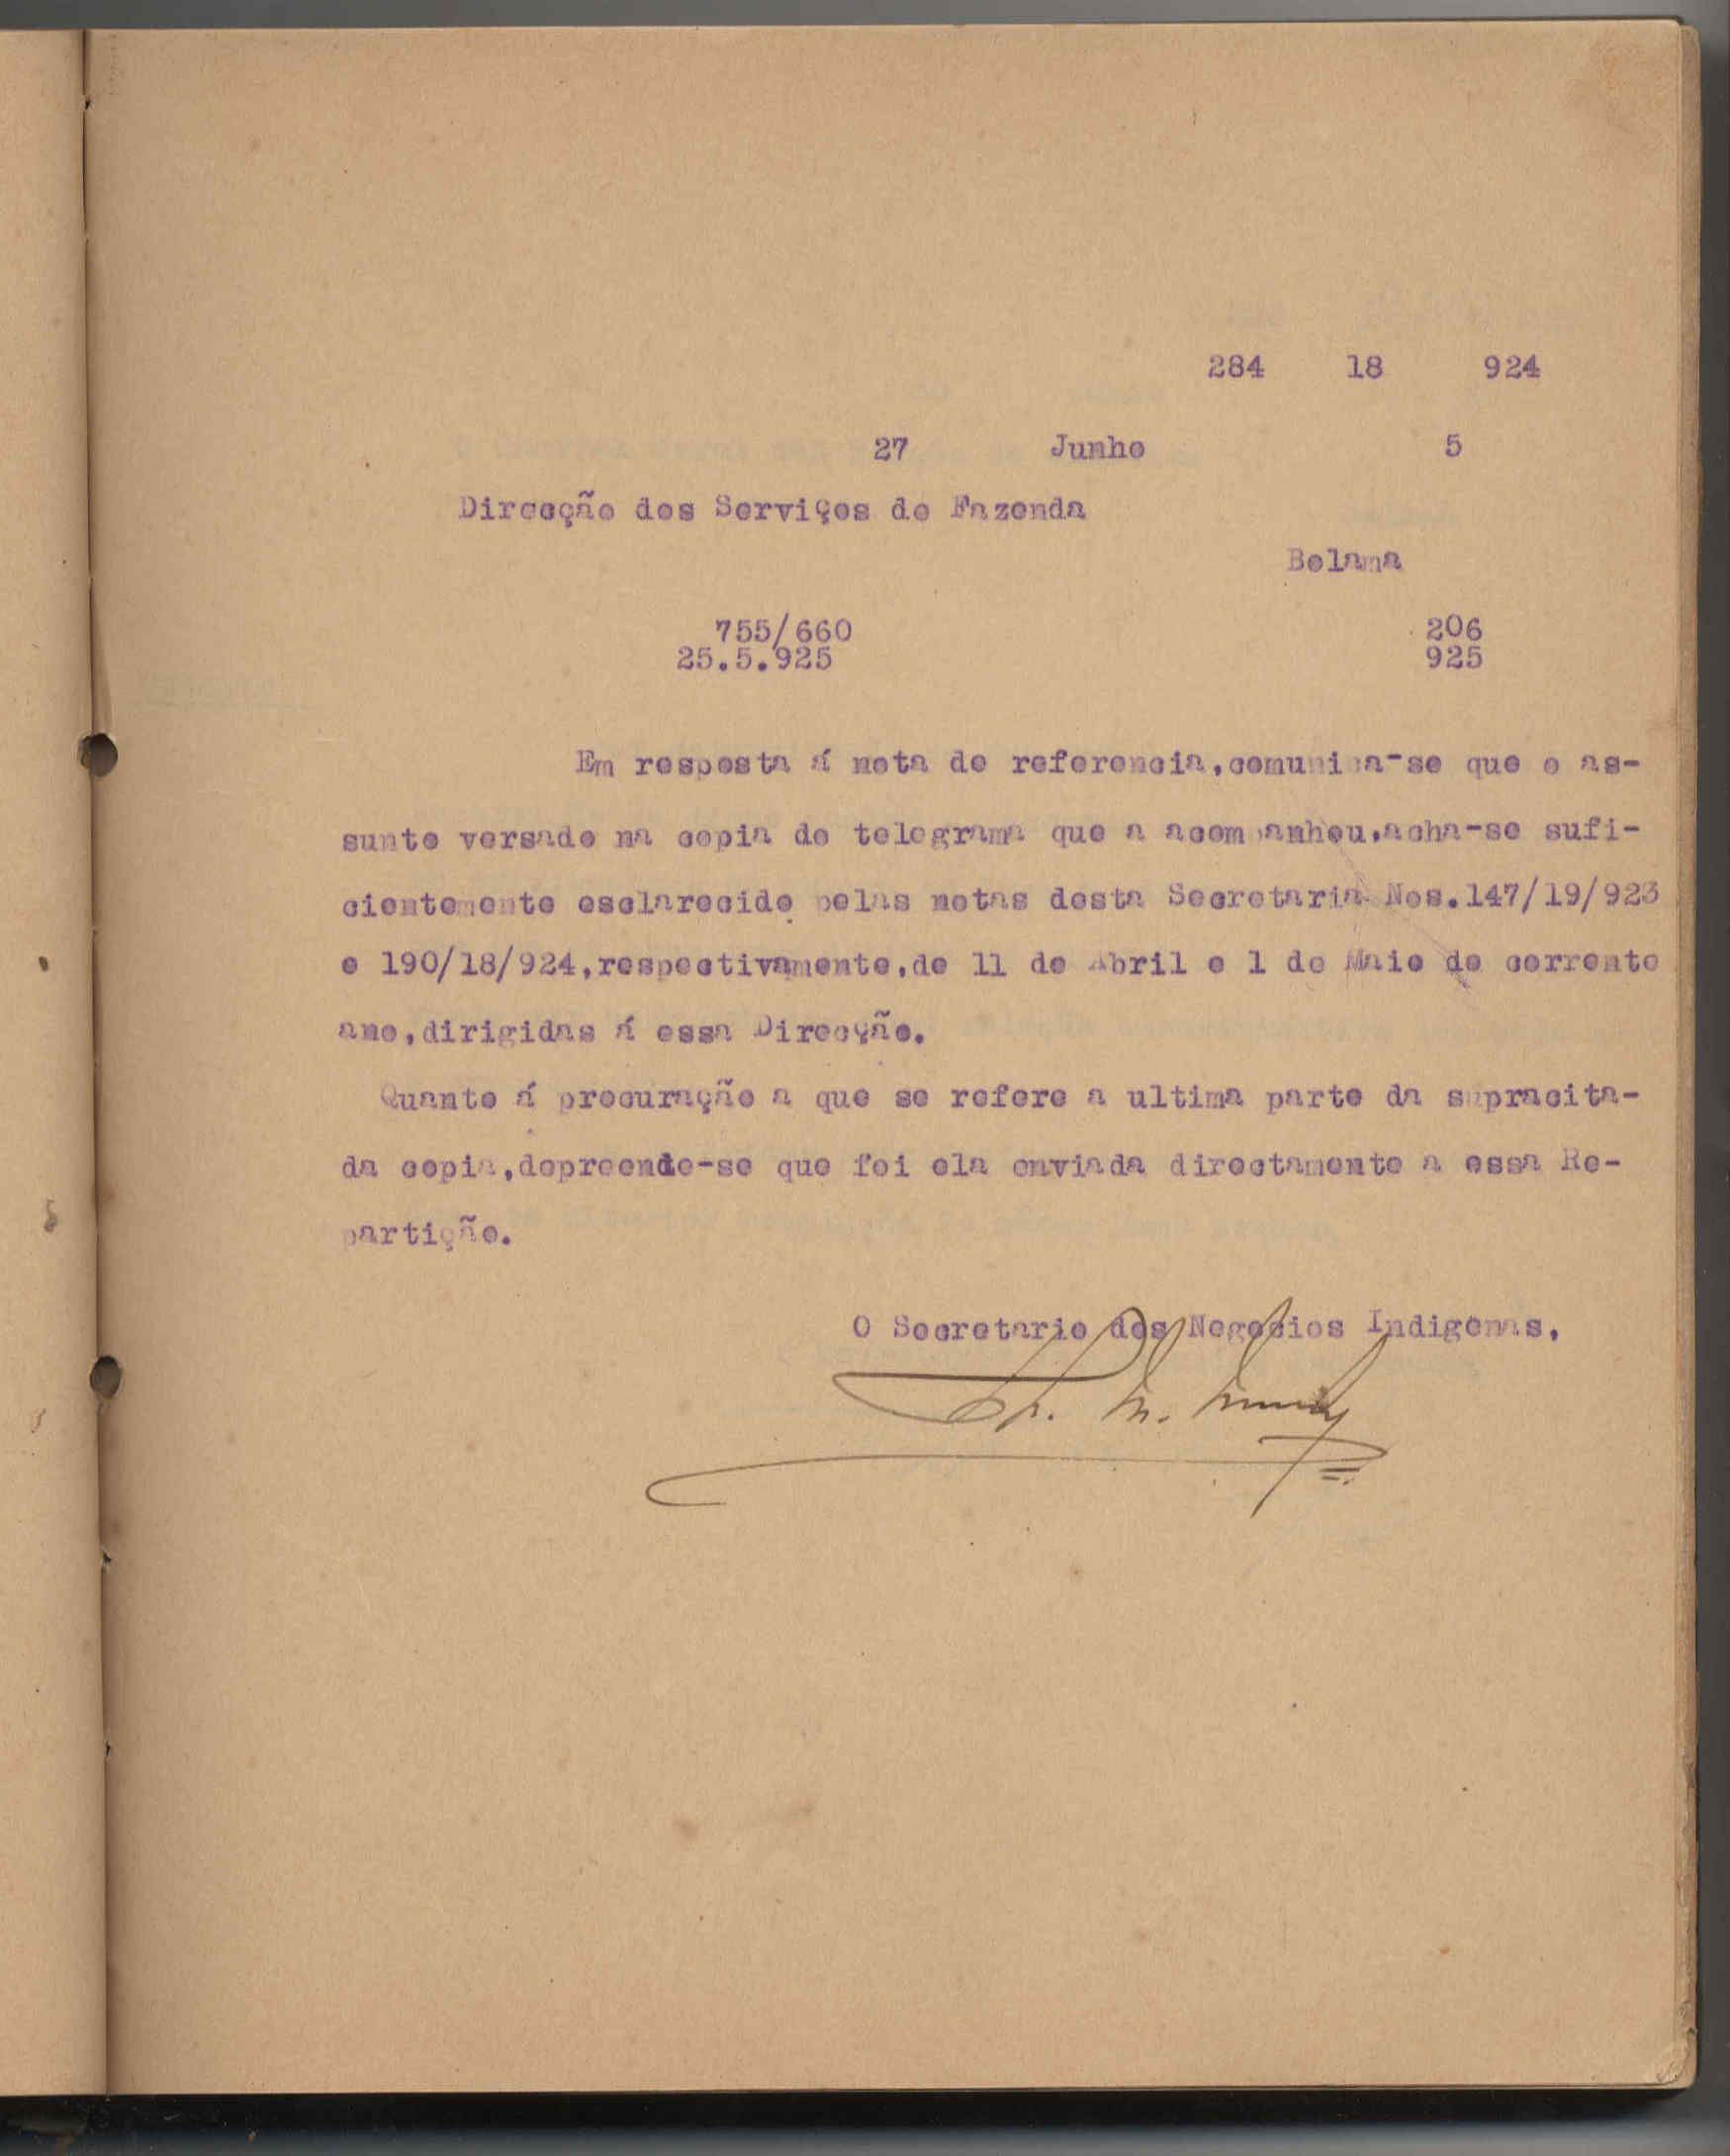 284 18 924
27 Junho 5
Direcção dos Serviços de Fazenda
Bolama
755/660 206
25.5.925 925
Em resposta á nota de referencia,comunica-se que o as-
sunto versado na copia do telegrama que a acompanhou,acha-se sufi-
cientemente esclarecido pelas notas desta Secretaria Nos.147/19/923
e 190/18/924,respectivamente,de 11 de Abril e 1 de Maio do corrente
ano,dirigidas á essa Direcção.
Quanto á procuração a que se refere a ultima parte da supracita-
da copia,depreende-se que foi ela enviada directamente a essa Re-
partição.
O Secretario dos Negocios Indigenas,